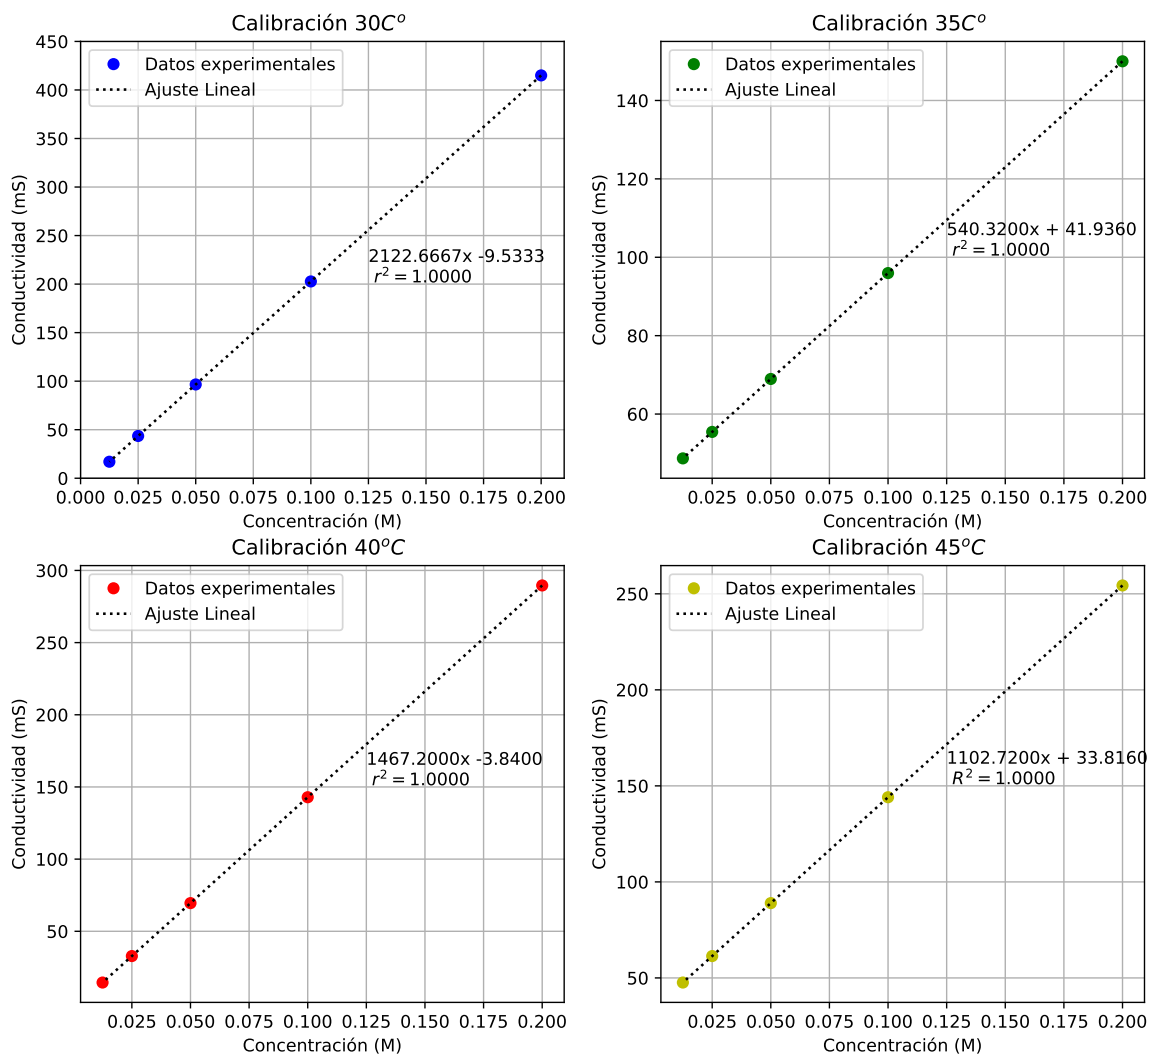 Calibración 30C°
Conductividad (mS)
450
400
350
300
250
200
150
100
50
0
Datos experimentales
Ajuste Lineal
2122.6667x -9.5333
r² = 1.0000
0.000 0.025 0.050 0.075 0.100 0.125 0.150 0.175 0.200
Concentración (M)
Calibración 35C°
Conductividad (mS)
140
120
100
80
60
Datos experimentales
Ajuste Lineal
540.3200x + 41.9360
r² = 1.0000
0.025 0.050 0.075 0.100 0.125 0.150 0.175 0.200
Concentración (M)
Calibración 40°C
Conductividad (mS)
300
250
200
150
100
50
Datos experimentales
Ajuste Lineal
1467.2000x -3.8400
r² = 1.0000
0.025 0.050 0.075 0.100 0.125 0.150 0.175 0.200
Concentración (M)
Calibración 45°C
Conductividad (mS)
250
200
150
100
50
Datos experimentales
Ajuste Lineal
1102.7200x + 33.8160
R² = 1.0000
0.025 0.050 0.075 0.100 0.125 0.150 0.175 0.200
Concentración (M)